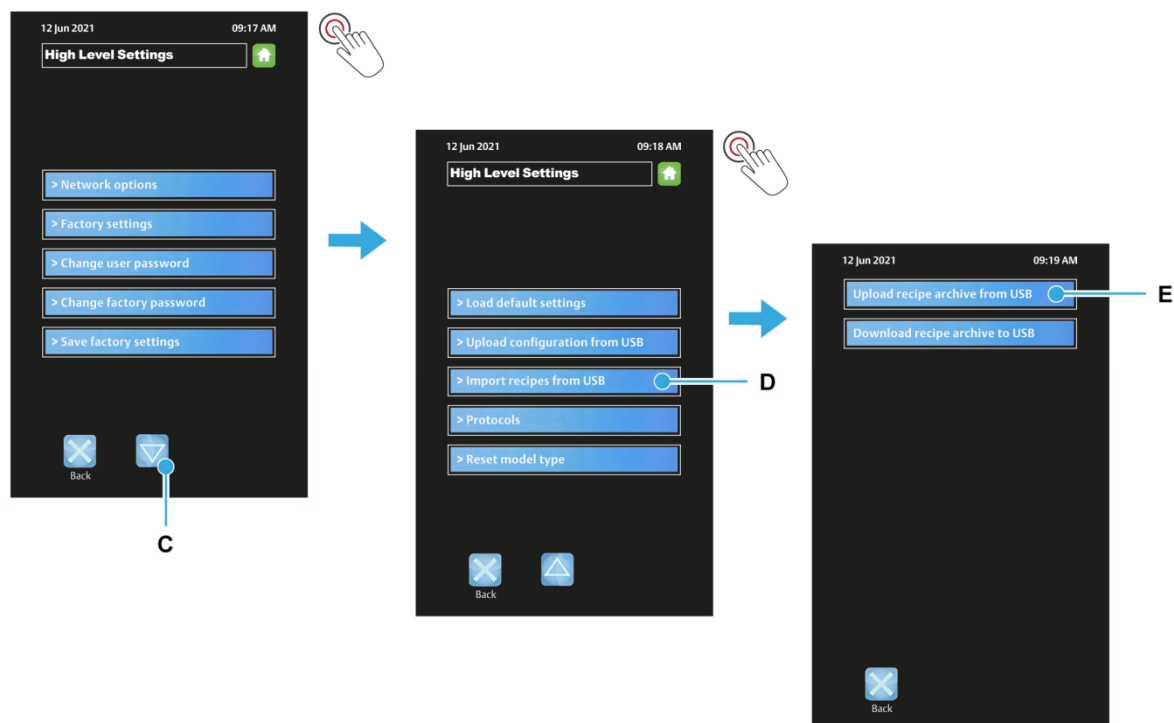 12 Jun 2021 09:17 AM
High Level Settings
> Network options
> Factory settings
> Change user password
> Change factory password
> Save factory settings
Back
C
12 Jun 2021 09:18 AM
High Level Settings
> Load default settings
> Upload configuration from USB
> Import recipes from USB
D
> Protocols
> Reset model type
Back
12 Jun 2021 09:19 AM
Upload recipe archive from USB
E
Download recipe archive to USB
Back